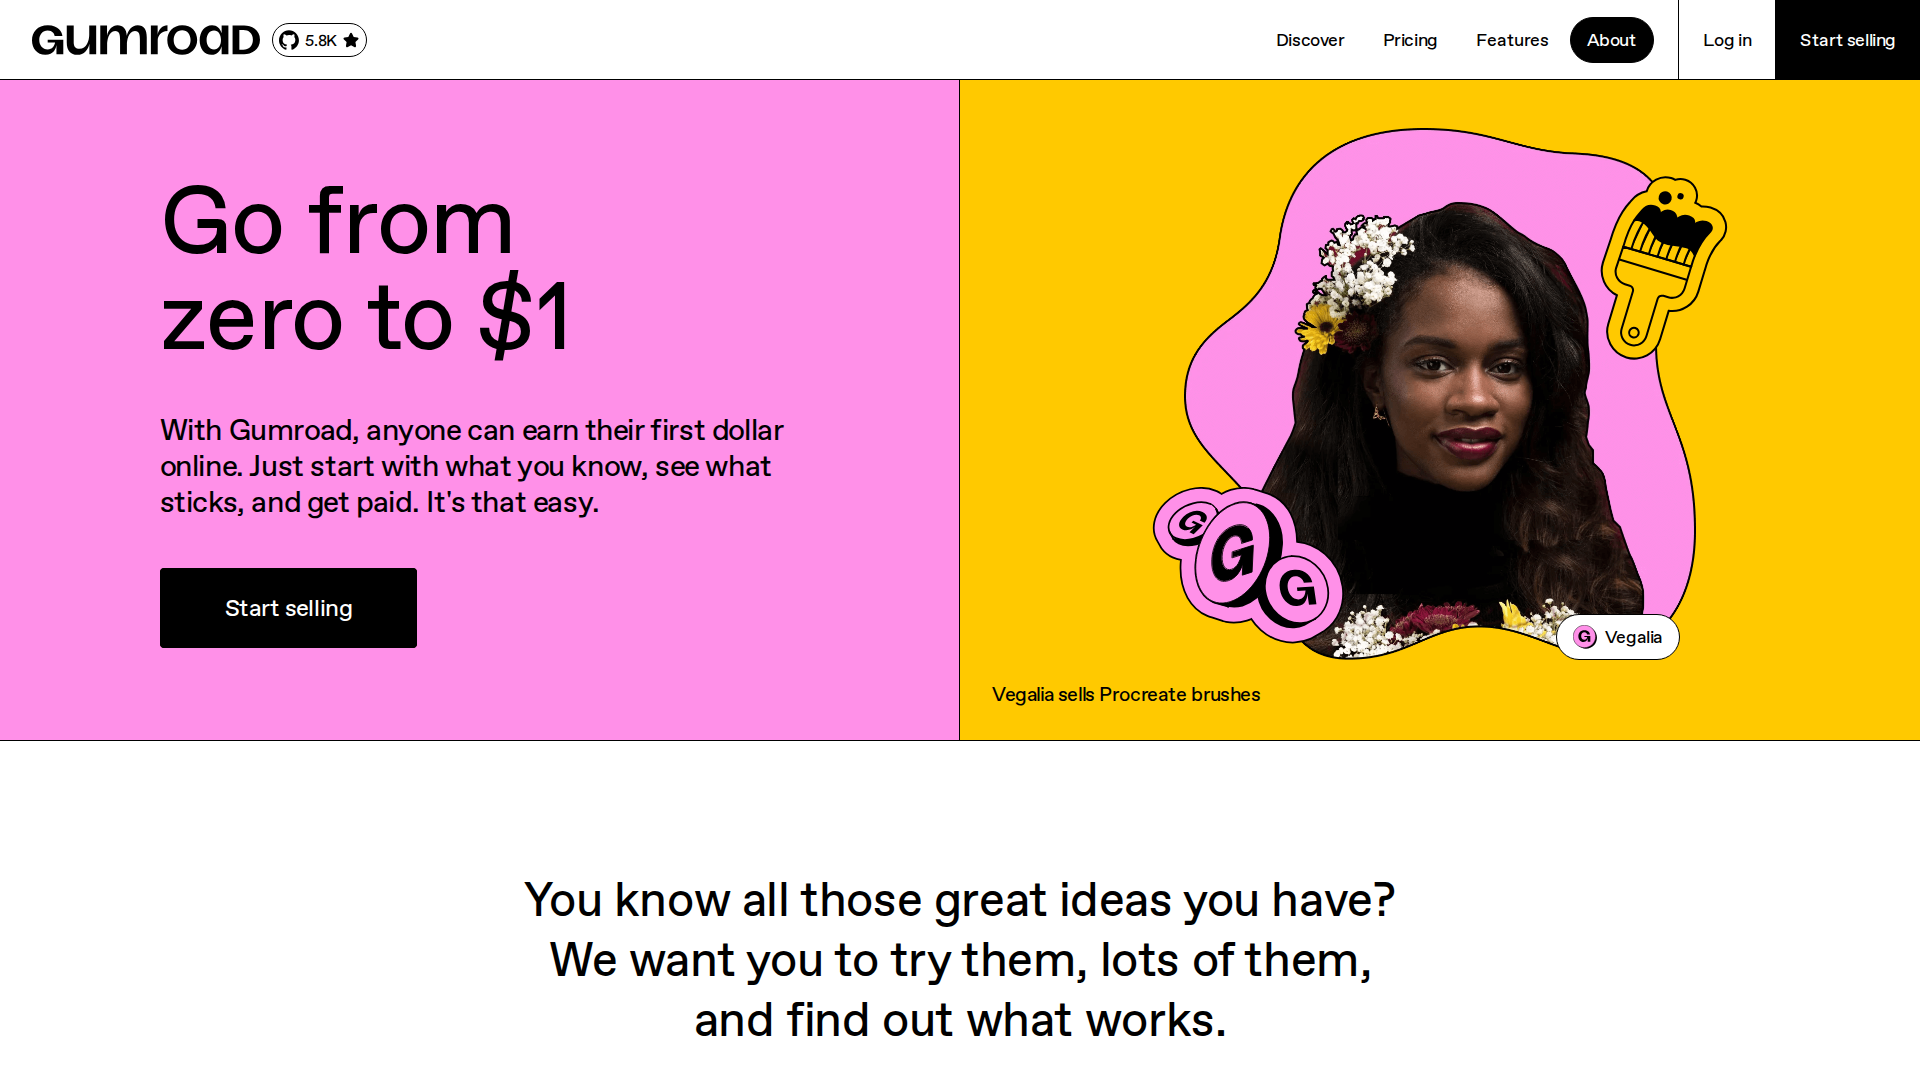 GUMROAD
5.8K
Discover
Pricing
Features
About
Log in
Start selling
Go from
zero to $1
With Gumroad, anyone can earn their first dollar
online. Just start with what you know, see what
sticks, and get paid. It's that easy.
Start selling
G
G
G
G Vegalia
Vegalia sells Procreate brushes
You know all those great ideas you have?
We want you to try them, lots of them,
and find out what works.